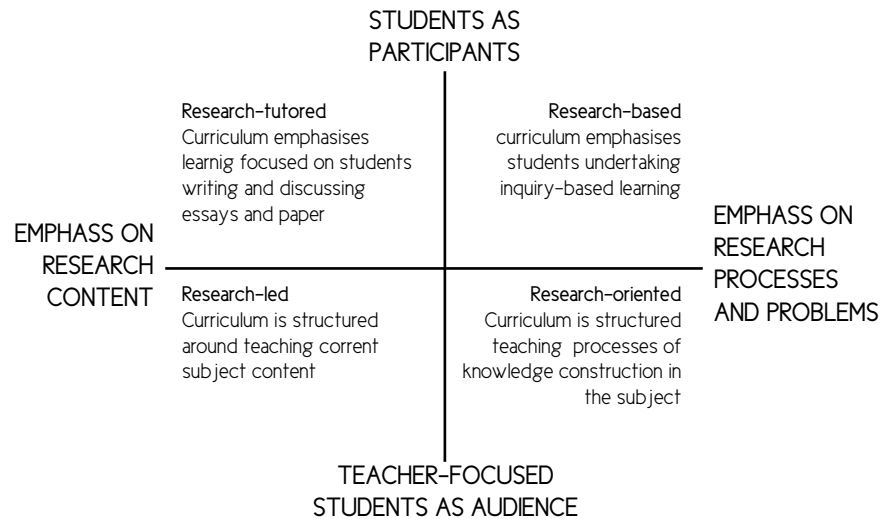 STUDENTS AS
PARTICIPANTS
Research-tutored
Curriculum emphasises
learnig focused on students
writing and discussing
essays and paper
Research-based
curriculum emphasises
students undertaking
inquiry-based learning
EMPHASS ON
RESEARCH
CONTENT
EMPHASIS ON
RESEARCH
PROCESSES
AND PROBLEMS
Research-led
Curriculum is structured
around teaching corrent
subject content
Research-oriented
Curriculum is structured
teaching processes of
knowledge construction in
the subject
TEACHER-FOCUSED
STUDENTS AS AUDIENCE